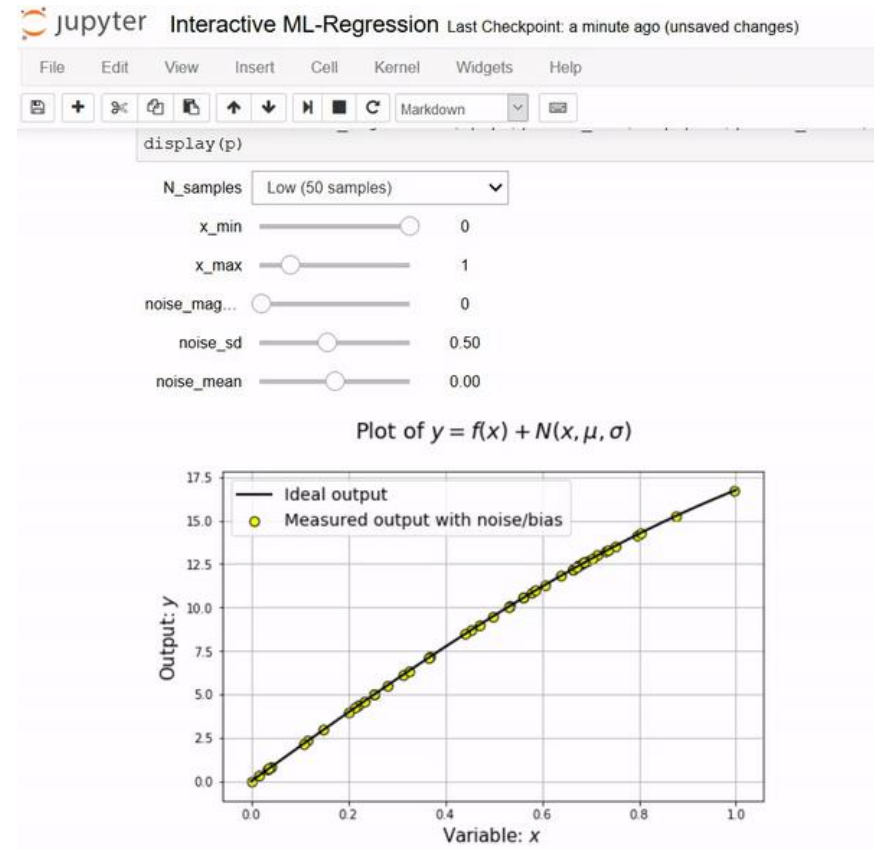 jupyter Interactive ML-Regression Last Checkpoint: a minute ago (unsaved changes)
File Edit View Insert Cell Kernel Widgets Help
Markdown
display(p)
N_samples Low (50 samples)
x_min 0
x_max 1
noise_mag... 0
noise_sd 0.50
noise_mean 0.00
Plot of y = f(x) + N(x, μ, σ)
Ideal output
Measured output with noise/bias
Output: y
17.5
15.0
12.5
10.0
7.5
5.0
2.5
0.0
0.0 0.2 0.4 0.6 0.8 1.0
Variable: x